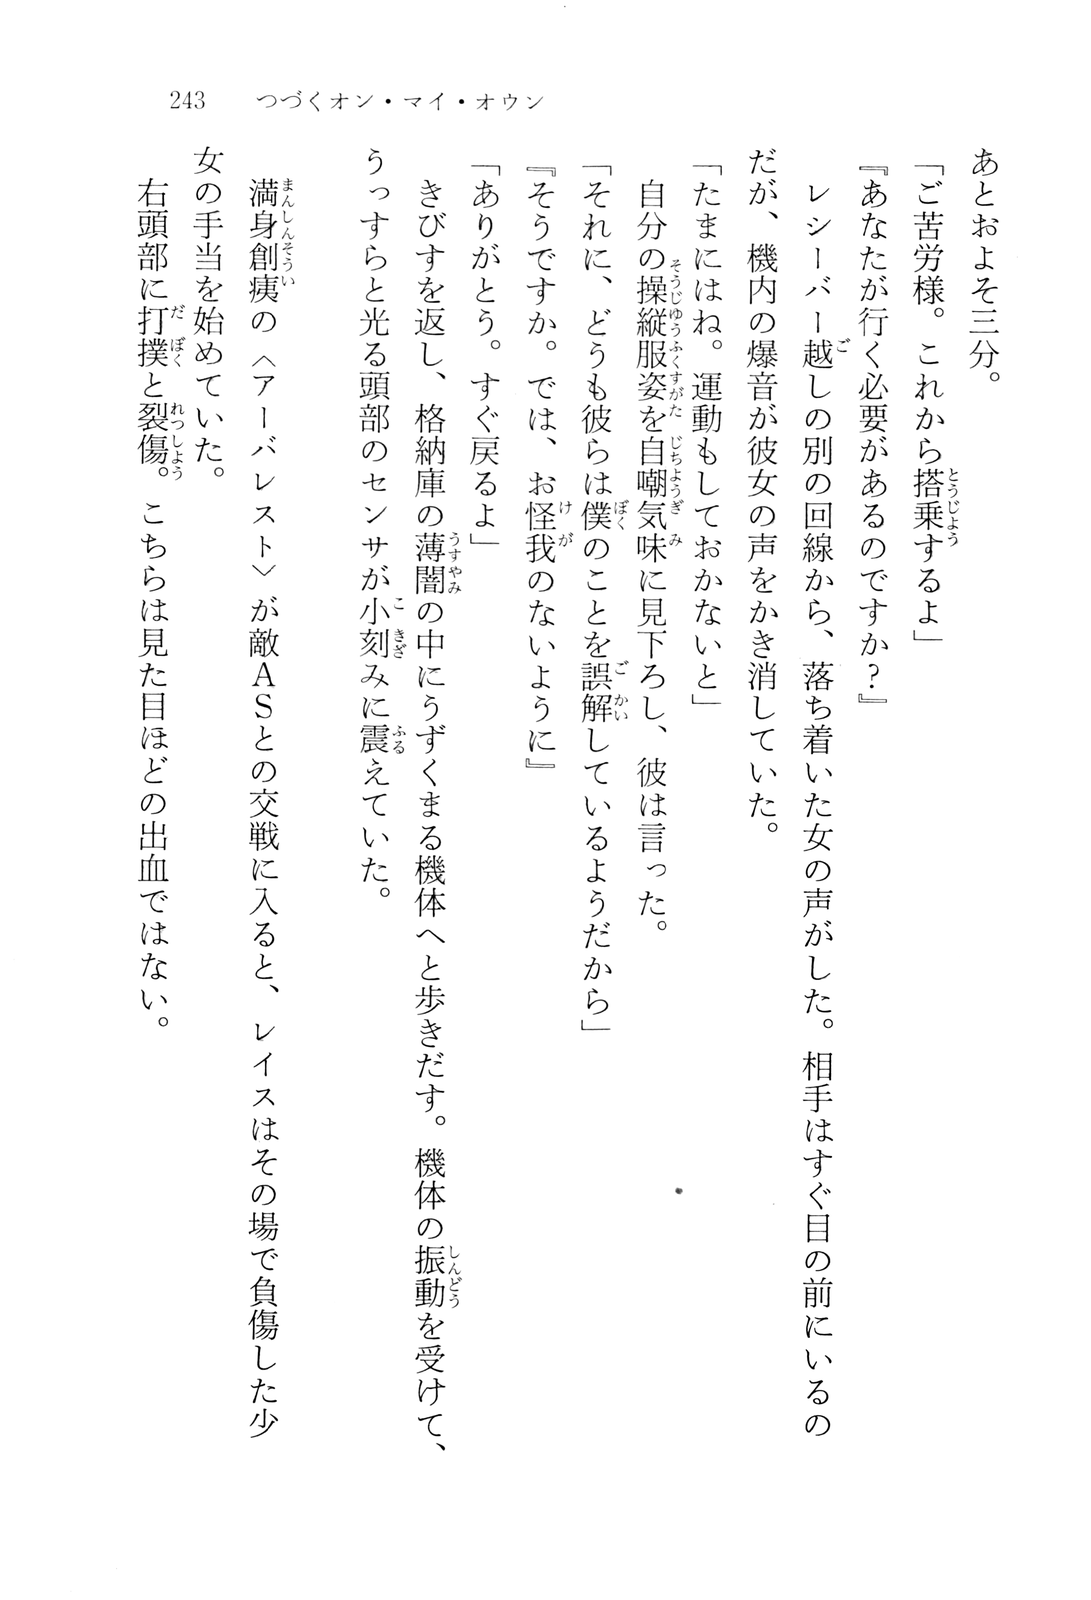 243 つづくオン・マイ・オウン
あとおよそ三分。
「ご苦労様。これから搭乗するよ」
『あなたが行く必要があるのですか?』
レシーバー越しの別の回線から、落ち着いた女の声がした。相手はすぐ目の前にいるの
だが、機内の爆音が彼女の声をかき消していた。
「たまにはね。運動もしておかないと」
自分の操縦服姿を自嘲気味に見下ろし、彼は言った。
「それに、どうも彼らは僕のことを誤解しているようだから」
『そうですか。では、お怪我のないように』
「ありがとう。すぐ戻るよ」
きびすを返し、格納庫の薄闇の中にうずくまる機体へと歩きだす。機体の振動を受けて、
うっすらと光る頭部のセンサが小刻みに震えていた。
満身創痍の〈アーバレスト〉が敵ASとの交戦に入ると、レイスはその場で負傷した少
女の手当を始めていた。
右頭部に打撲と裂傷。こちらは見た目ほどの出血ではない。